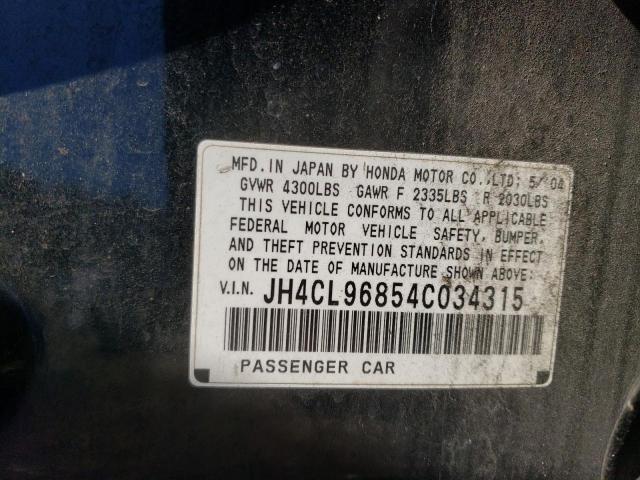 MFD. IN JAPAN BY HONDA MOTOR CO.,LTD: 5/ 04
GVWR 4300LBS GAWR F 2335LBS R 2030LBS
THIS VEHICLE CONFORMS TO ALL APPLICABLE
FEDERAL MOTOR VEHICLE SAFETY, BUMPER,
AND THEFT PREVENTION STANDARDS IN EFFECT
ON THE DATE OF MANUFACTURE SHOWN ABOVE:
V.I.N. JH4CL96854C034315
PASSENGER CAR